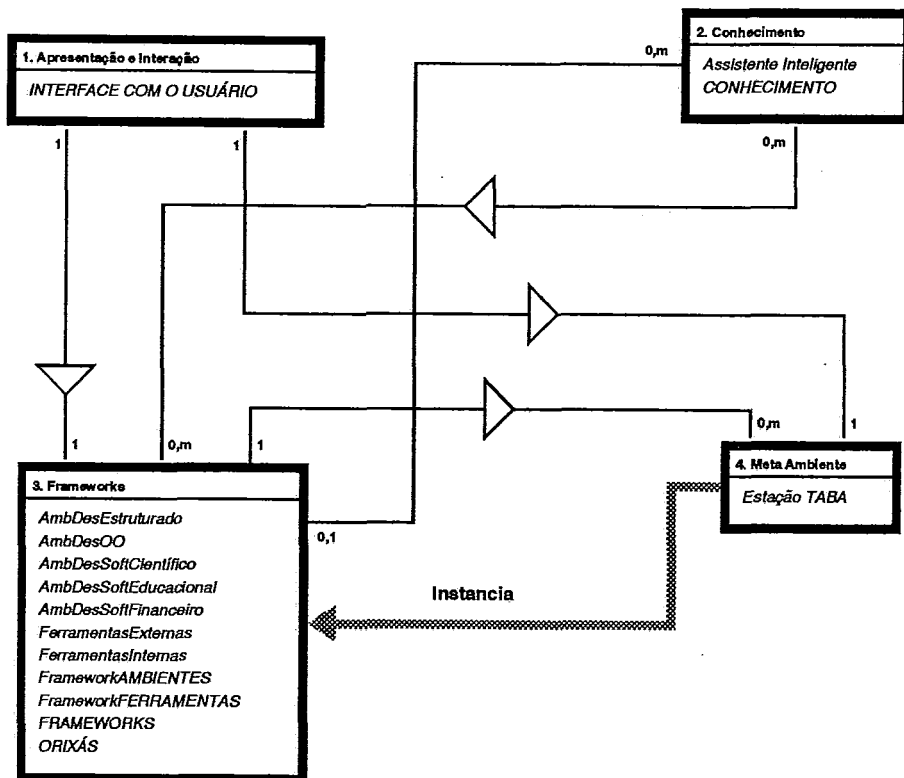 1. Apresentação e Interação
INTERFACE COM O USUÁRIO
2. Conhecimento
Assistente Inteligente
CONHECIMENTO
0,m
1
1
0,m
1
0,m
1
0,m
1
3. Frameworks
AmbDesEstruturado
AmbDesOO
AmbDesSoftCientífico
AmbDesSoftEducacional
AmbDesSoftFinanceiro
FerramentasExternas
FerramentasInternas
FrameworkAMBIENTES
FrameworkFERRAMENTAS
FRAMEWORKS
ORIXÁS
0,1
4. Meta Ambiente
Estação TABA
Instancia